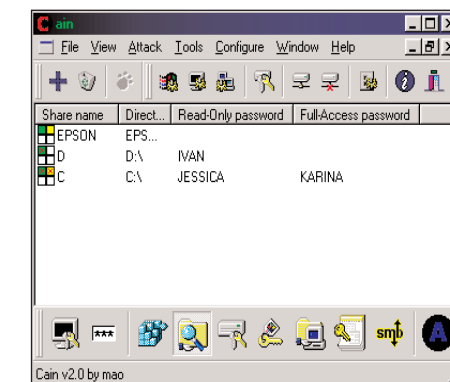 Cain
File View Attack Tools Configure Window Help
Share name Direct... Read-Only password Full-Access password
EPSON EPS...
D D:\ IVAN
C C:\ JESSICA KARINA
*** smb A
Cain v2.0 by mao